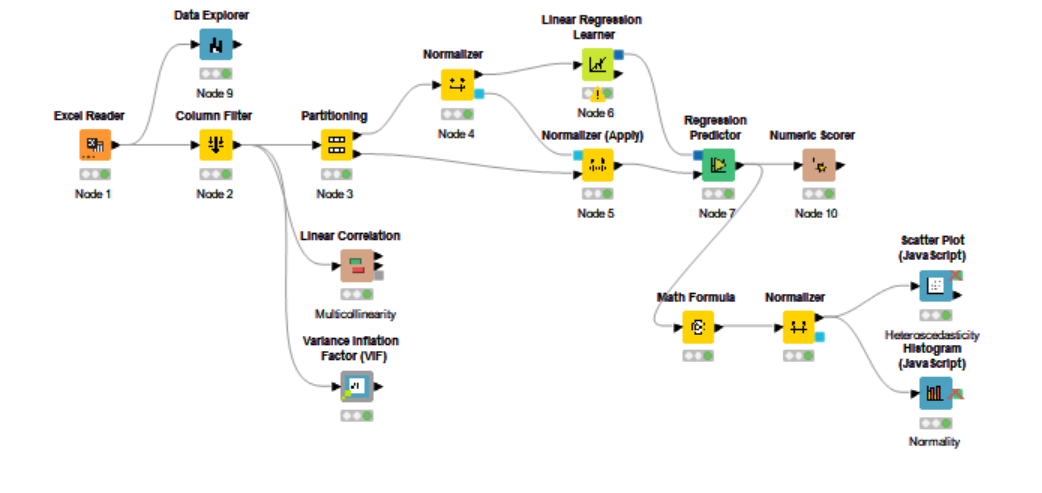 Data Explorer
Node 9
Excel Reader
Node 1
Column Filter
Node 2
Partitioning
Node 3
Normalizer
Node 4
Linear Regression
Learner
Node 6
Normalizer (Apply)
Node 5
Regression
Predictor
Node 7
Numeric Scorer
Node 10
Linear Correlation
Multicollinearity
Variance Inflation
Factor (VIF)
Math Formula
Normalizer
Scatter Plot
(JavaScript)
Heteroscedasticity
Histogram
(JavaScript)
Normality